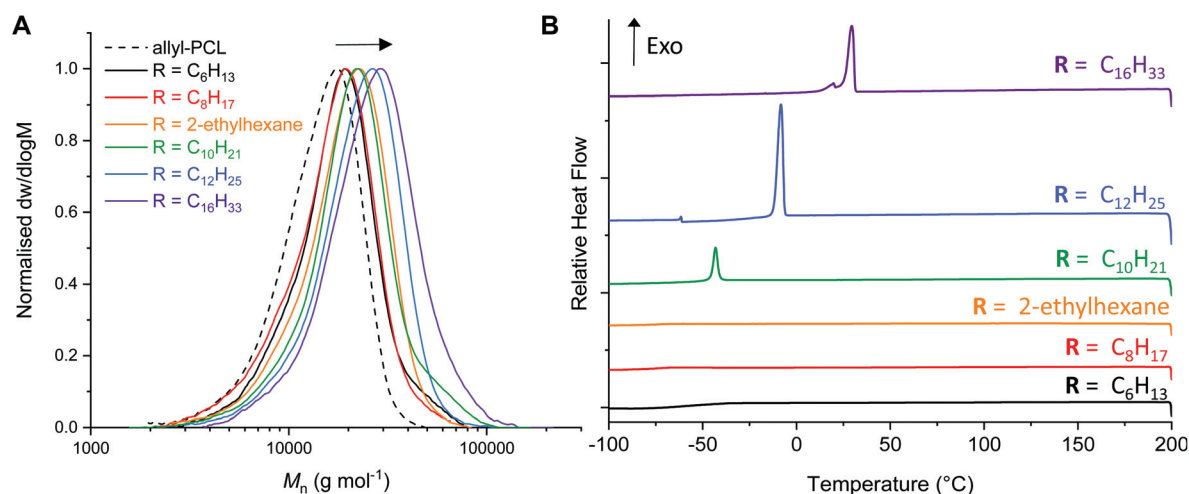 A
allyl-PCL
R = C₆H₁₃
R = C₈H₁₇
R = 2-ethylhexane
R = C₁₀H₂₁
R = C₁₂H₂₅
R = C₁₆H₃₃
1.0
0.8
0.6
0.4
0.2
0.0
Normalised dw/dlogM
1000
10000
100000
Mₙ (g mol⁻¹)
B
Exo
R = C₁₆H₃₃
R = C₁₂H₂₅
R = C₁₀H₂₁
R = 2-ethylhexane
R = C₈H₁₇
R = C₆H₁₃
Relative Heat Flow
-100
-50
0
50
100
150
200
Temperature (°C)